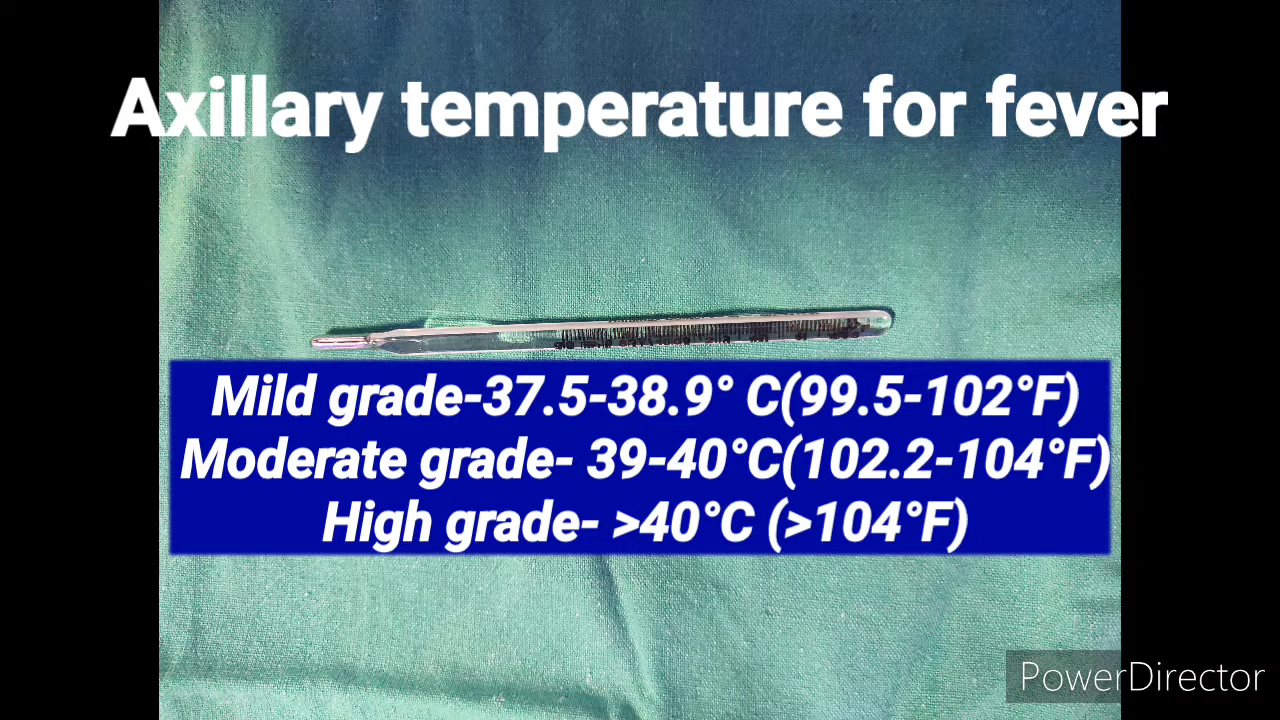 Axillary temperature for fever
Mild grade-37.5-38.9° C(99.5-102°F)
Moderate grade- 39-40°C(102.2-104°F)
High grade- >40°C (>104°F)
PowerDirector